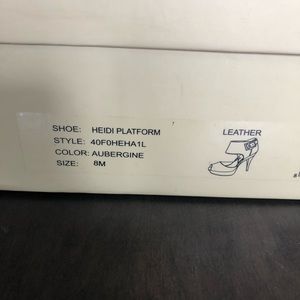 SHOE: HEIDI PLATFORM
STYLE: 40F0HEHA1L
COLOR: AUBERGINE
SIZE: 8M
LEATHER